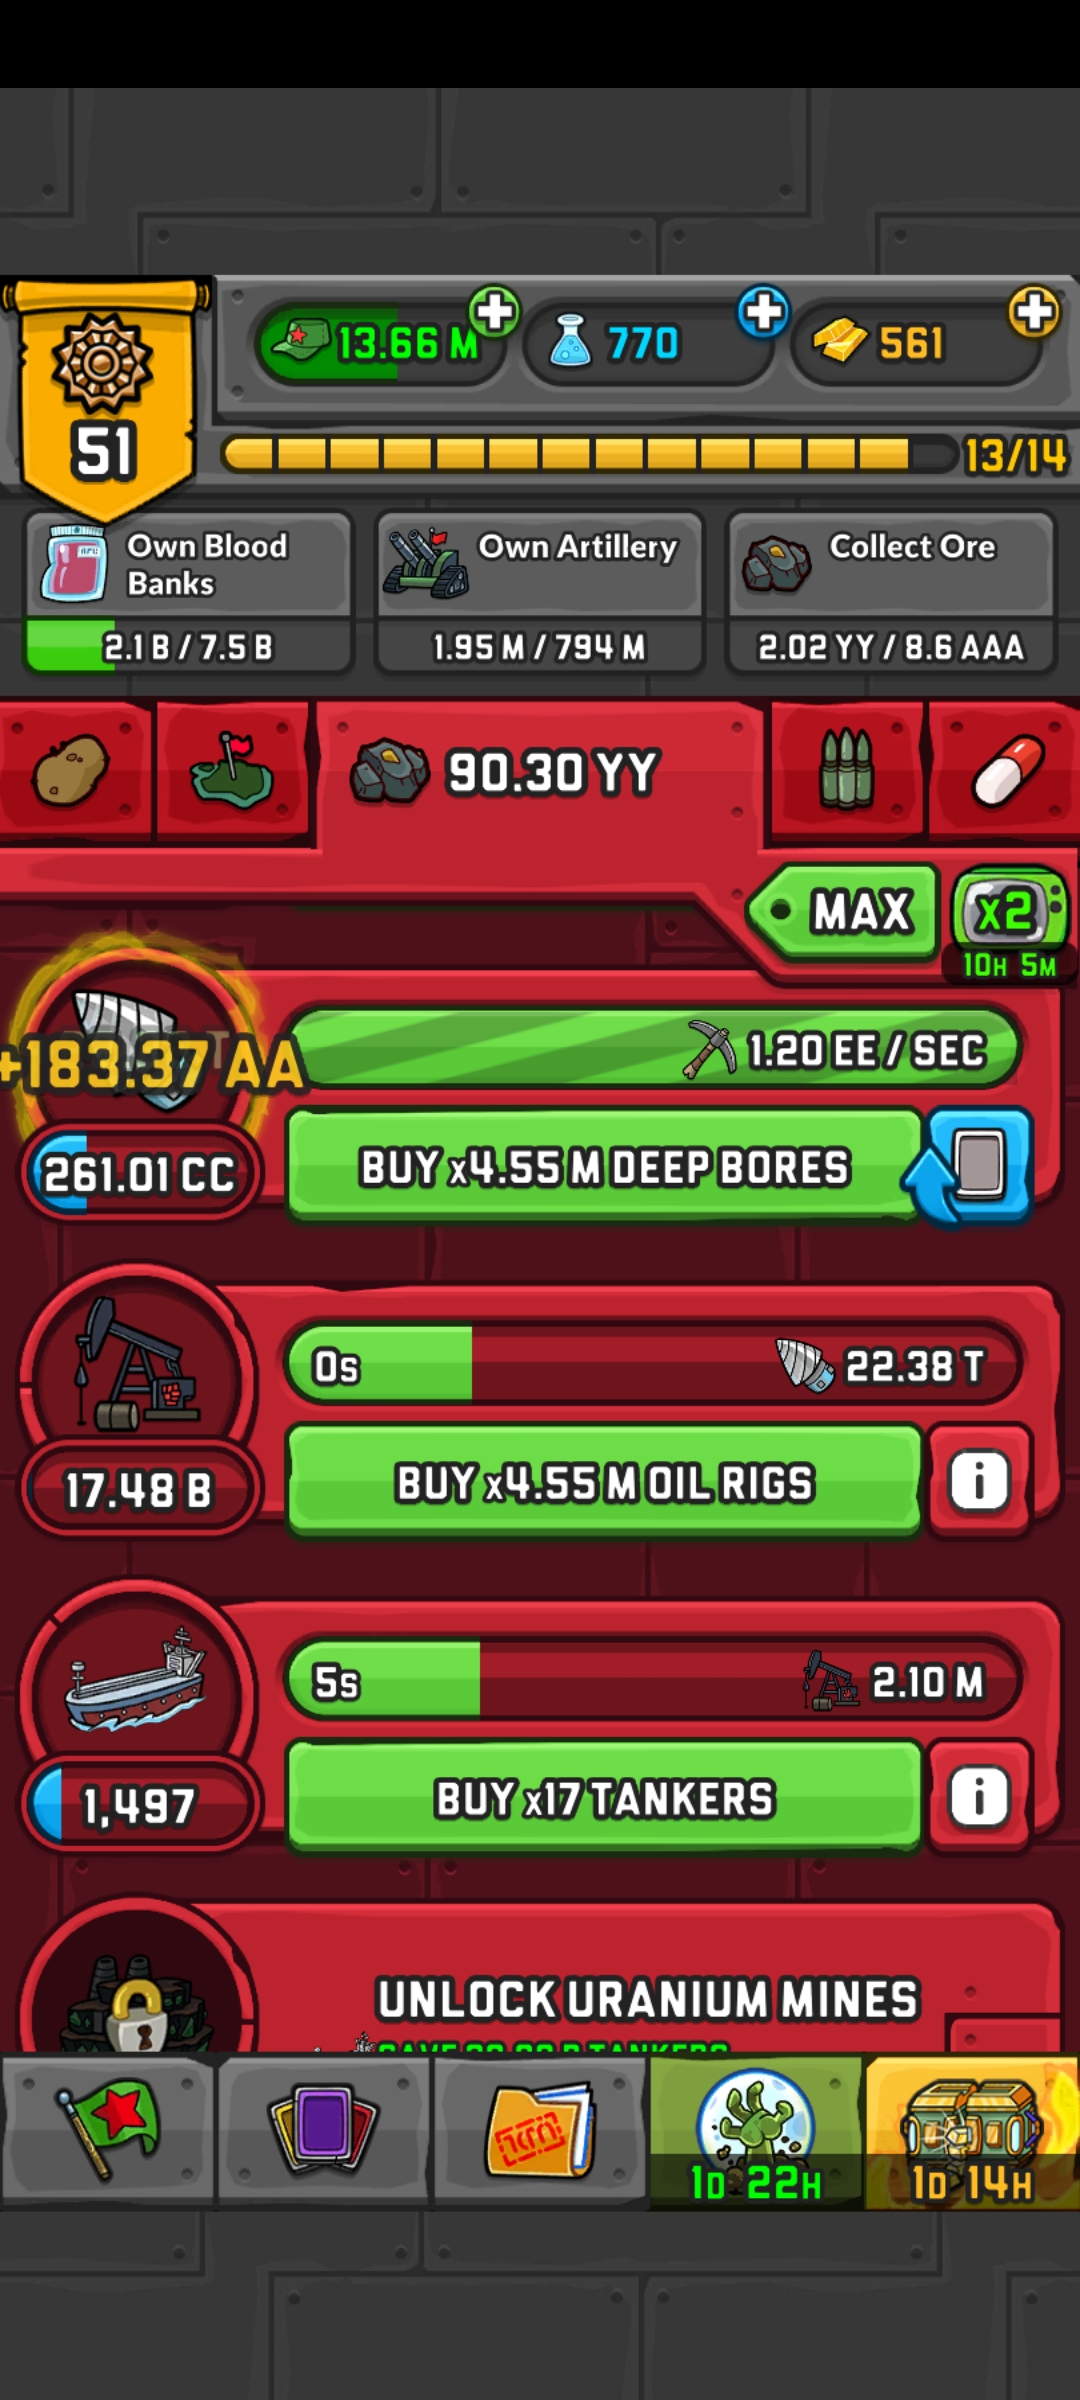 13.66 M
770
561
51
13/14
Own Blood
Banks
2.1 B / 7.5 B
Own Artillery
1.95 M / 794 M
Collect Ore
2.02 YY / 8.6 AAA
90.30 YY
MAX
x2
10H 5M
+183.37 AA
1.20 EE / SEC
261.01 CC
BUY x4.55 M DEEP BORES
0s
22.38 T
17.48 B
BUY x4.55 M OIL RIGS
5s
2.10 M
1,497
BUY x17 TANKERS
UNLOCK URANIUM MINES
TANKERS
1D 22H
1D 14H